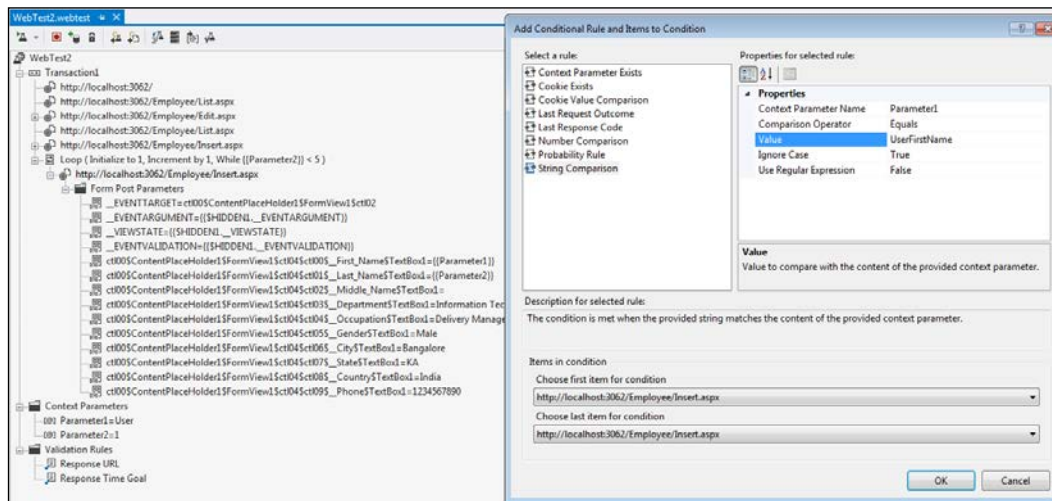 WebTest2.webtest
WebTest2
Transaction1
http://localhost:3062/
http://localhost:3062/Employee/List.aspx
http://localhost:3062/Employee/Edit.aspx
http://localhost:3062/Employee/List.aspx
http://localhost:3062/Employee/Insert.aspx
Loop ( Initialize to 1, Increment by 1, While {{Parameter2}} < 5 )
http://localhost:3062/Employee/Insert.aspx
Form Post Parameters
__EVENTTARGET=ctl00$ContentPlaceHolder1$FormView1$ctl02
__EVENTARGUMENT={{$HIDDEN1.__EVENTARGUMENT}}
__VIEWSTATE={{$HIDDEN1.__VIEWSTATE}}
__EVENTVALIDATION={{$HIDDEN1.__EVENTVALIDATION}}
ctl00$ContentPlaceHolder1$FormView1$ctl04$ctl00$__First_Name$TextBox1={{Parameter1}}
ctl00$ContentPlaceHolder1$FormView1$ctl04$ctl01$__Last_Name$TextBox1={{Parameter2}}
ctl00$ContentPlaceHolder1$FormView1$ctl04$ctl02$__Middle_Name$TextBox1=
ctl00$ContentPlaceHolder1$FormView1$ctl04$ctl03$__Department$TextBox1=Information Tec
ctl00$ContentPlaceHolder1$FormView1$ctl04$ctl04$__Occupation$TextBox1=Delivery Manage
ctl00$ContentPlaceHolder1$FormView1$ctl04$ctl05$__Gender$TextBox1=Male
ctl00$ContentPlaceHolder1$FormView1$ctl04$ctl06$__City$TextBox1=Bangalore
ctl00$ContentPlaceHolder1$FormView1$ctl04$ctl07$__State$TextBox1=KA
ctl00$ContentPlaceHolder1$FormView1$ctl04$ctl08$__Country$TextBox1=India
ctl00$ContentPlaceHolder1$FormView1$ctl04$ctl09$__Phone$TextBox1=1234567890
Context Parameters
Parameter1=User
Parameter2=1
Validation Rules
Response URL
Response Time Goal
Add Conditional Rule and Items to Condition
Select a rule:
Context Parameter Exists
Cookie Exists
Cookie Value Comparison
Last Request Outcome
Last Response Code
Number Comparison
Probability Rule
String Comparison
Properties for selected rule:
Properties
Context Parameter Name Parameter1
Comparison Operator Equals
Value UserFirstName
Ignore Case True
Use Regular Expression False
Value
Value to compare with the content of the provided context parameter.
Description for selected rule:
The condition is met when the provided string matches the content of the provided context parameter.
Items in condition
Choose first item for condition
http://localhost:3062/Employee/Insert.aspx
Choose last item for condition
http://localhost:3062/Employee/Insert.aspx
OK Cancel